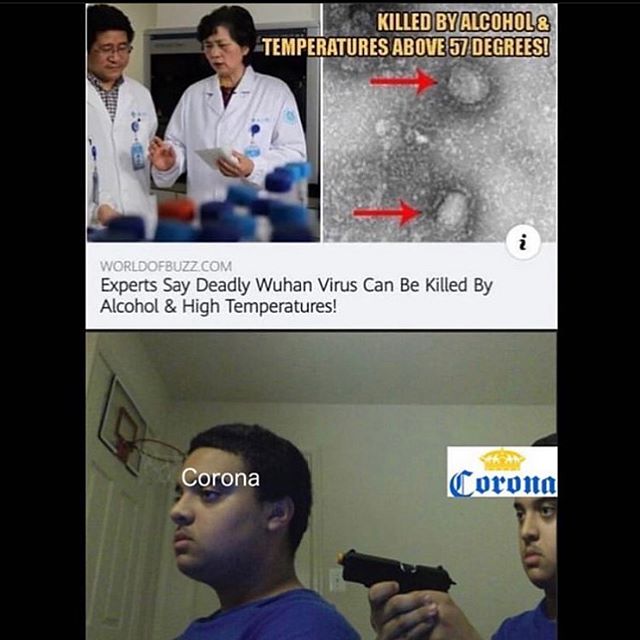 KILLED BY ALCOHOL &
TEMPERATURES ABOVE 57 DEGREES!
i
WORLDOFBUZZ.COM
Experts Say Deadly Wuhan Virus Can Be Killed By
Alcohol & High Temperatures!
Corona
Corona